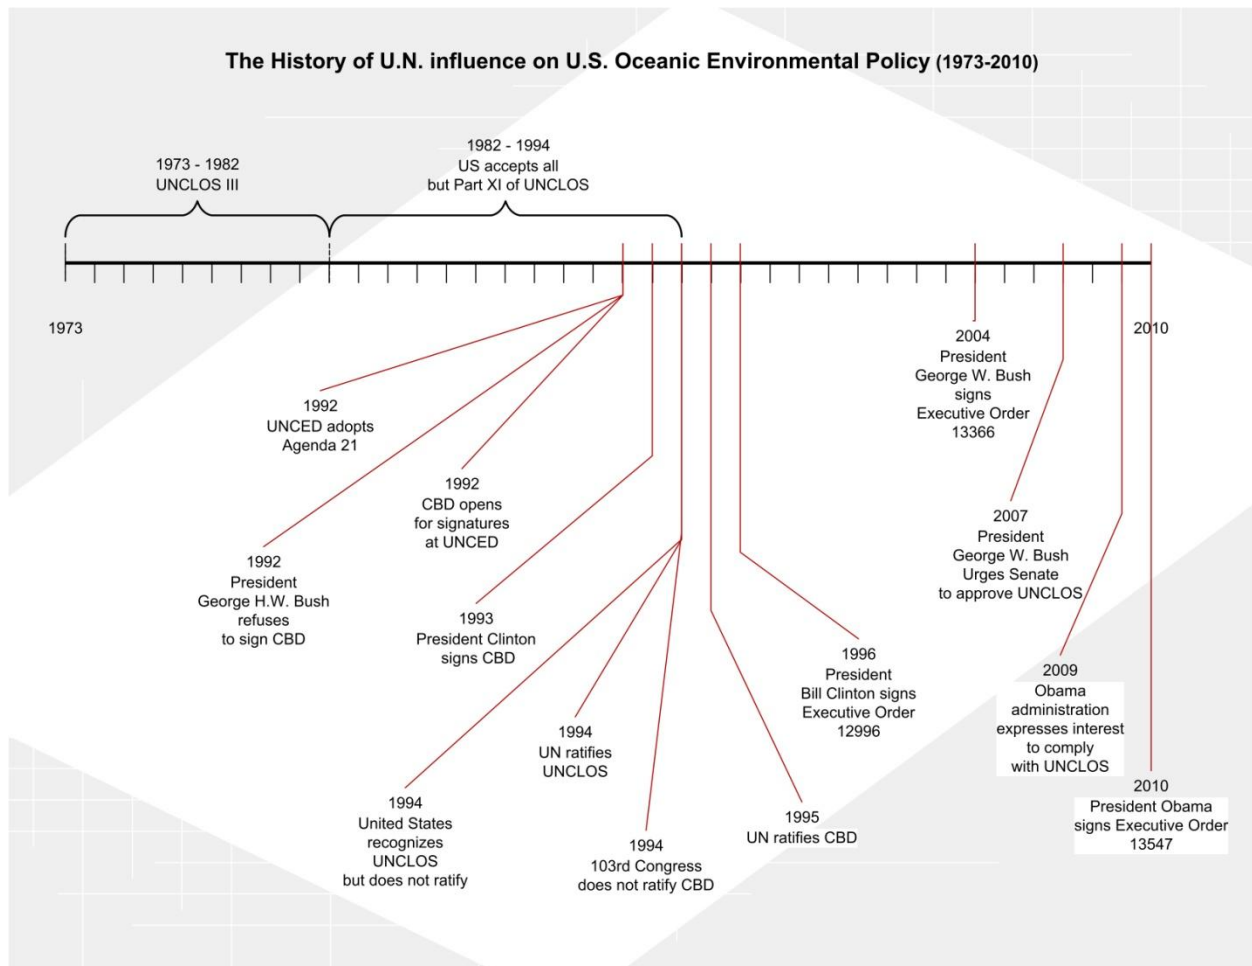 The History of U.N. influence on U.S. Oceanic Environmental Policy (1973-2010)
1973 - 1982
UNCLOS III
1982 - 1994
US accepts all
but Part XI of UNCLOS
1973
2010
1992
UNCED adopts
Agenda 21
1992
CBD opens
for signatures
at UNCED
1992
President
George H.W. Bush
refuses
to sign CBD
1993
President Clinton
signs CBD
1994
United States
recognizes
UNCLOS
but does not ratify
1994
UN ratifies
UNCLOS
1994
103rd Congress
does not ratify CBD
1995
UN ratifies CBD
1996
President
Bill Clinton signs
Executive Order
12996
2004
President
George W. Bush
signs
Executive Order
13366
2007
President
George W. Bush
Urges Senate
to approve UNCLOS
2009
Obama
administration
expresses interest
to comply
with UNCLOS
2010
President Obama
signs Executive Order
13547